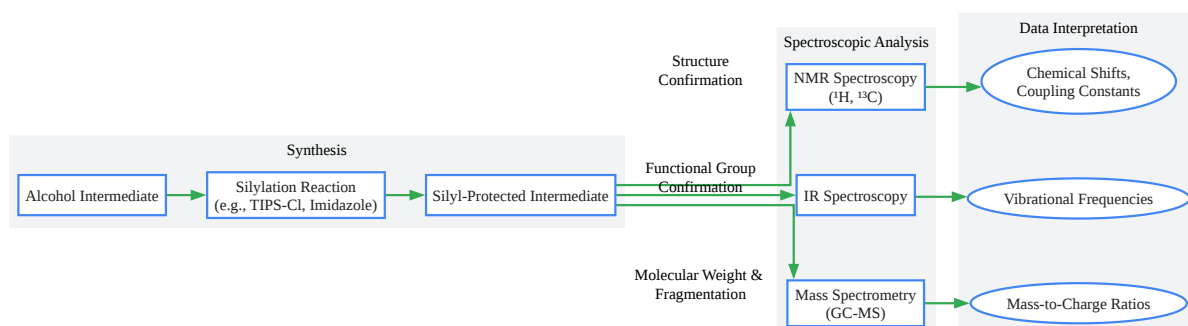 Synthesis
Alcohol Intermediate
Silylation Reaction
(e.g., TIPS-Cl, Imidazole)
Silyl-Protected Intermediate
Structure
Confirmation
Functional Group
Confirmation
Molecular Weight &
Fragmentation
Spectroscopic Analysis
NMR Spectroscopy
(¹H, ¹³C)
IR Spectroscopy
Mass Spectrometry
(GC-MS)
Data Interpretation
Chemical Shifts,
Coupling Constants
Vibrational Frequencies
Mass-to-Charge Ratios